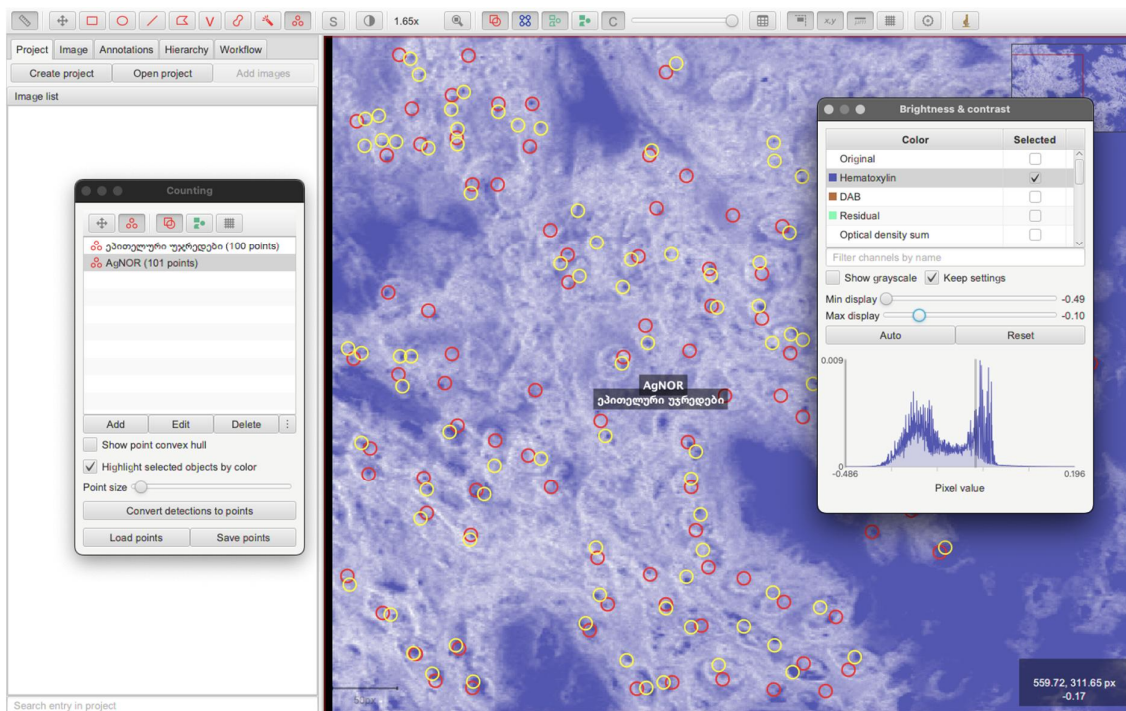 S
1.65x
C
x,y
Project Image Annotations Hierarchy Workflow
Create project Open project Add images
Image list
Counting
ეპითელური უჯრედები (100 points)
AgNOR (101 points)
Add Edit Delete
Show point convex hull
Highlight selected objects by color
Point size
Convert detections to points
Load points Save points
Search entry in project
AgNOR
ეპითელური უჯრედები
Brightness & contrast
Color Selected
Original
Hematoxylin
DAB
Residual
Optical density sum
Filter channels by name
Show grayscale Keep settings
Min display -0.49
Max display -0.10
Auto Reset
0.009
0
-0.486 0.196
Pixel value
559.72, 311.65 px
-0.17